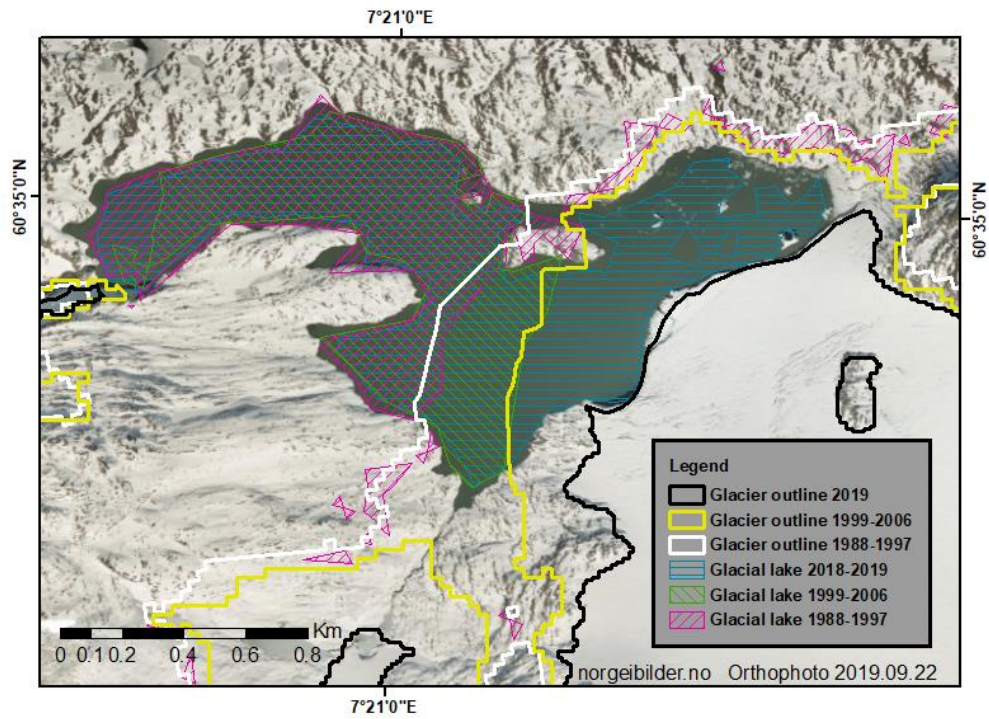 7°21'0"E
60°35'0"N
60°35'0"N
Legend
Glacier outline 2019
Glacier outline 1999-2006
Glacier outline 1988-1997
Glacial lake 2018-2019
Glacial lake 1999-2006
Glacial lake 1988-1997
Km
0 0.1 0.2 0.4 0.6 0.8
norgeibilder.no Orthophoto 2019.09.22
7°21'0"E